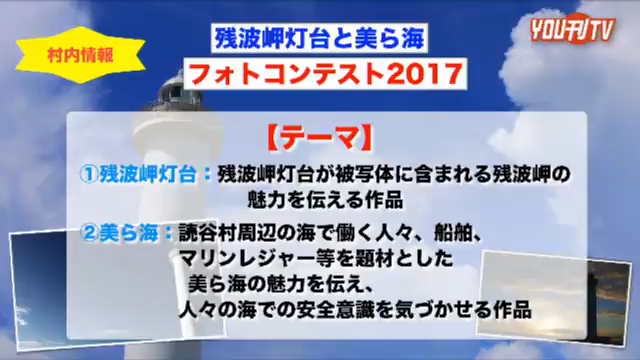 村内情報
残波岬灯台と美ら海
YOU刊TV
フォトコンテスト2017
【テーマ】
①残波岬灯台：残波岬灯台が被写体に含まれる残波岬の
魅力を伝える作品
②美ら海：読谷村周辺の海で働く人々、船舶、
マリンレジャー等を題材とした
美ら海の魅力を伝え、
人々の海での安全意識を気づかせる作品